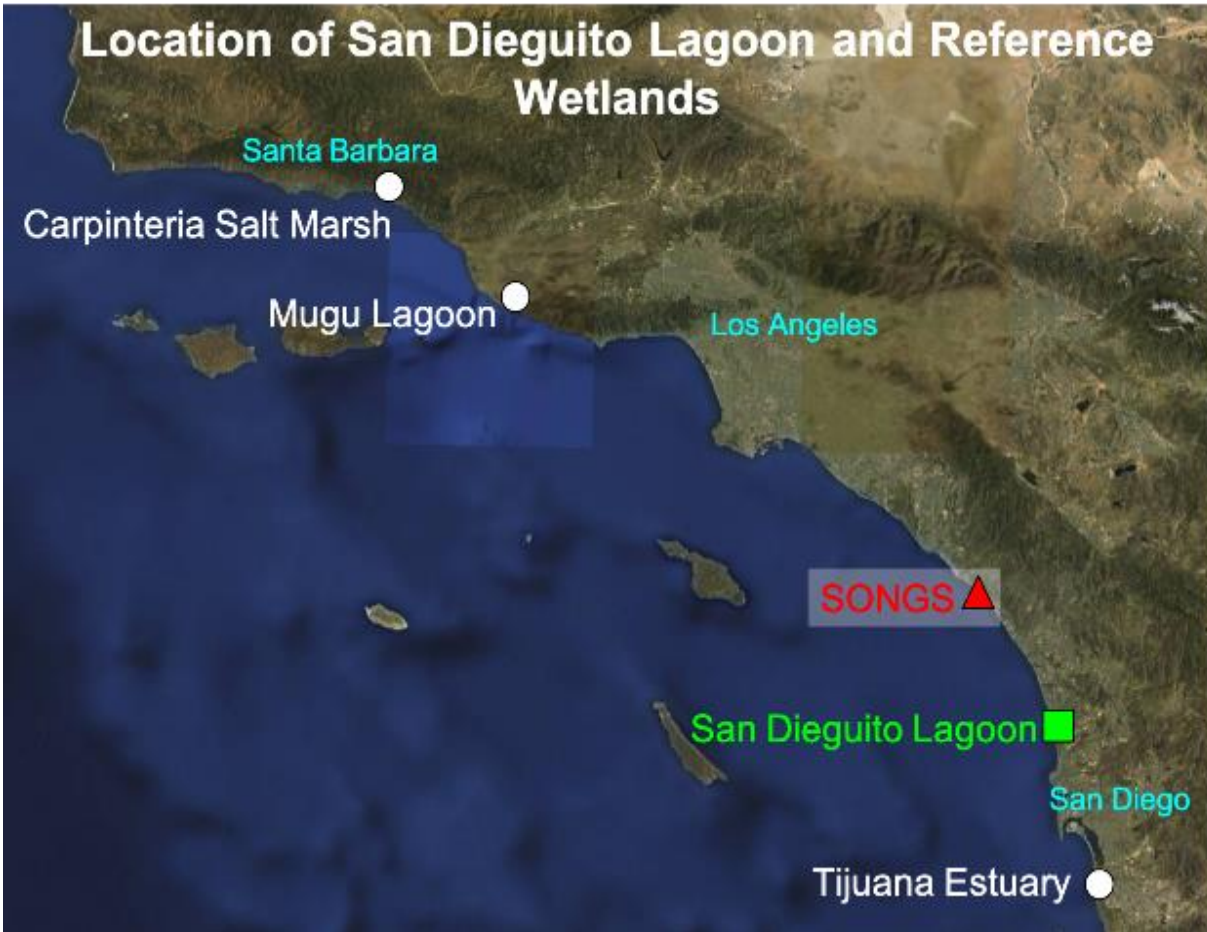 Location of San Dieguito Lagoon and Reference
Wetlands
Santa Barbara
Carpinteria Salt Marsh
Mugu Lagoon
Los Angeles
SONGS
San Dieguito Lagoon
San Diego
Tijuana Estuary